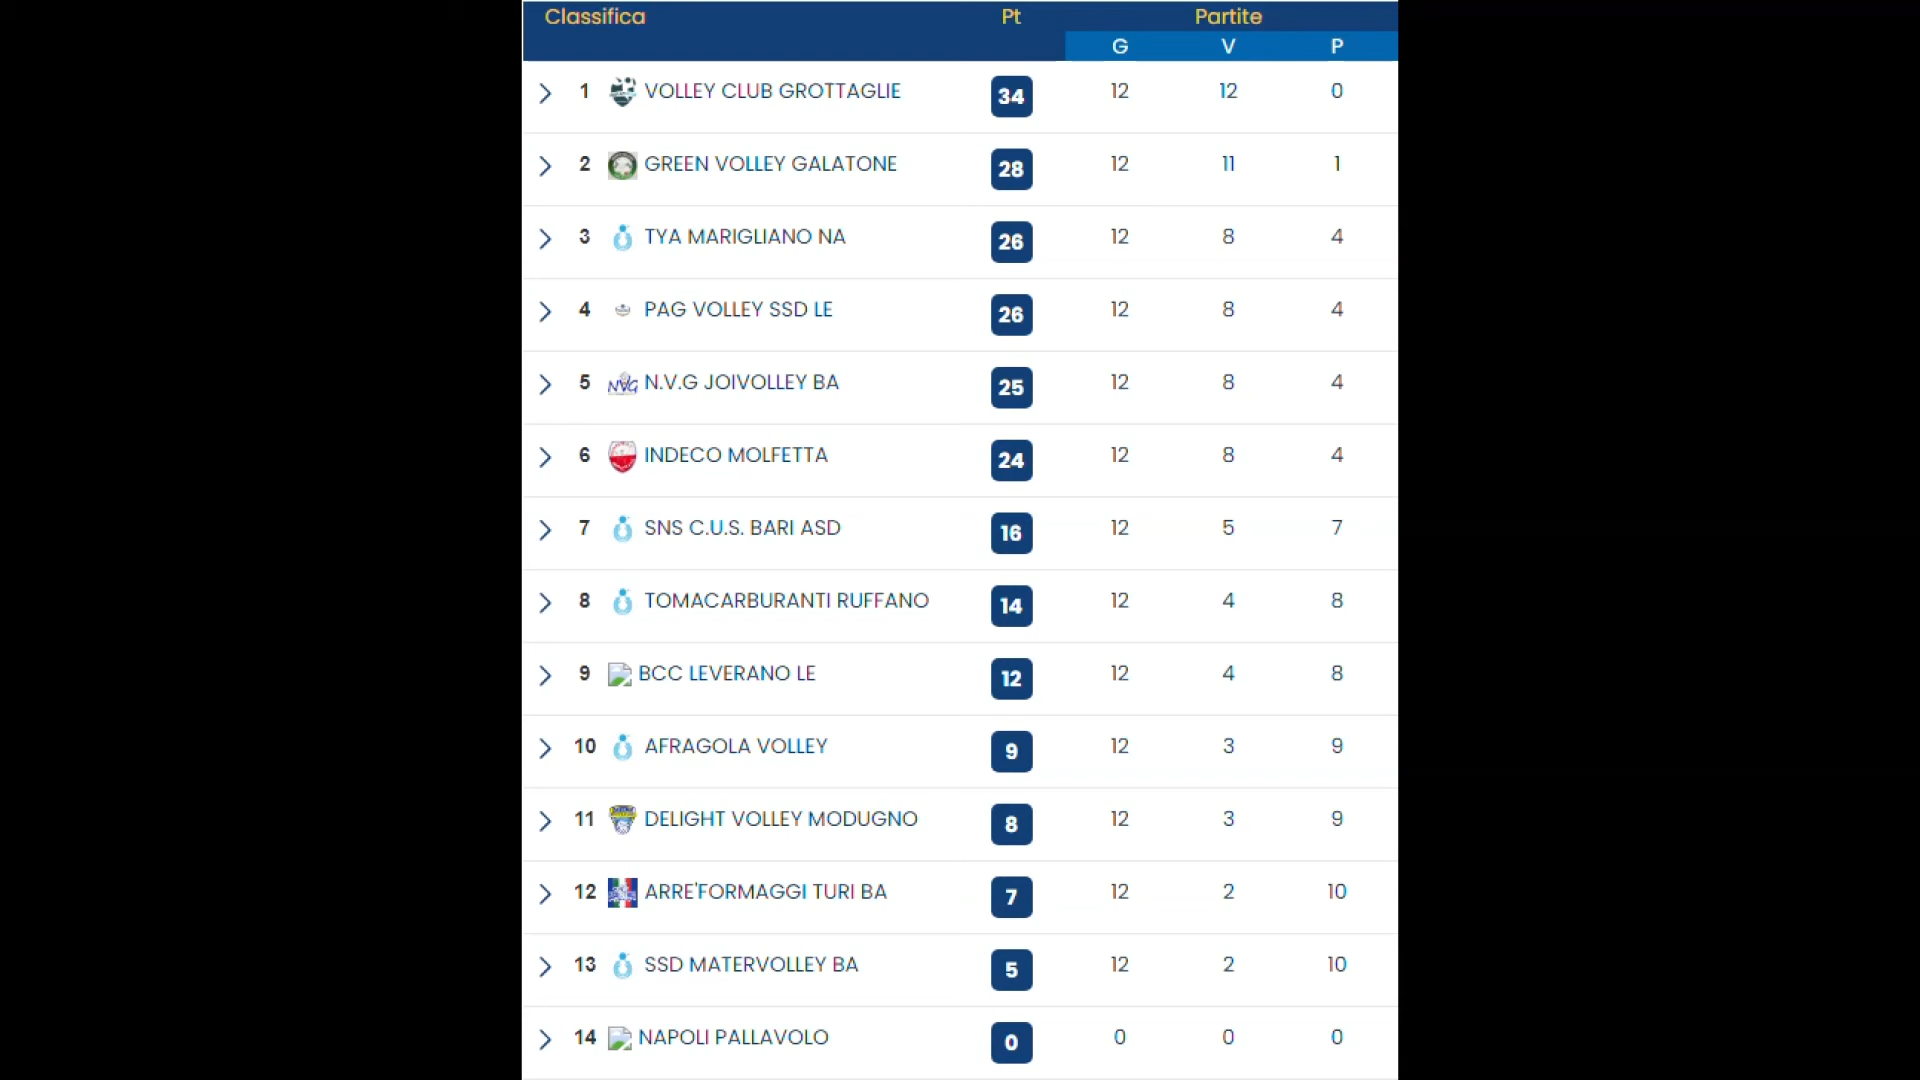 Classifica Pt Partite
G V P
1 VOLLEY CLUB GROTTAGLIE 34 12 12 0
2 GREEN VOLLEY GALATONE 28 12 11 1
3 TYA MARIGLIANO NA 26 12 8 4
4 PAG VOLLEY SSD LE 26 12 8 4
5 NVG N.V.G JOIVOLLEY BA 25 12 8 4
6 INDECO MOLFETTA 24 12 8 4
7 SNS C.U.S. BARI ASD 16 12 5 7
8 TOMACARBURANTI RUFFANO 14 12 4 8
9 BCC LEVERANO LE 12 12 4 8
10 AFRAGOLA VOLLEY 9 12 3 9
11 DELIGHT VOLLEY MODUGNO 8 12 3 9
12 ARRE'FORMAGGI TURI BA 7 12 2 10
13 SSD MATERVOLLEY BA 5 12 2 10
14 NAPOLI PALLAVOLO 0 0 0 0